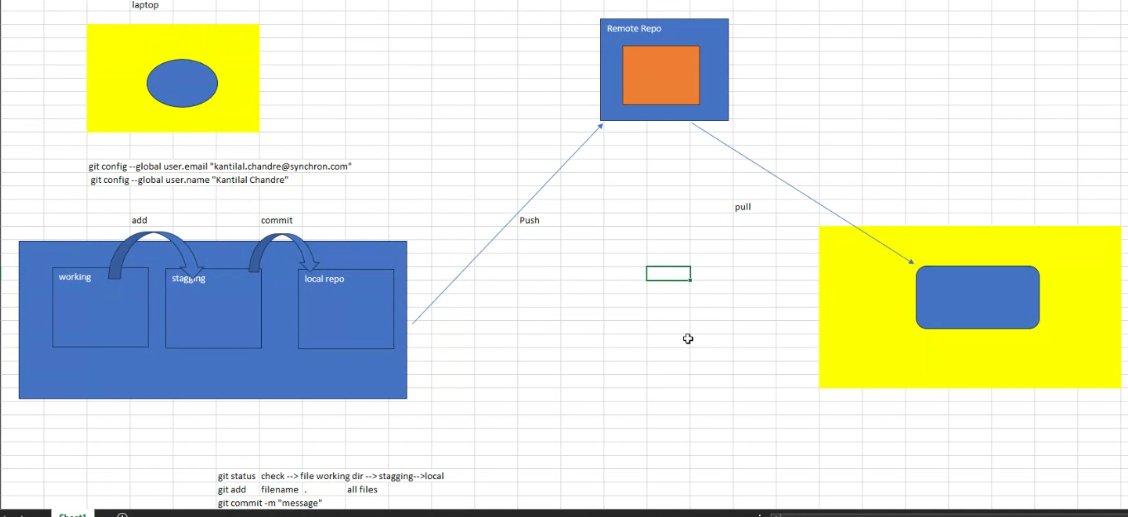 laptop
Remote Repo
git config --global user.email "kantilal.chandre@synchron.com"
git config --global user.name "Kantilal Chandre"
add
commit
Push
pull
working
stagging
local repo
git status check --> file working dir --> stagging-->local
git add filename . all files
git commit -m "message"
Sheet1